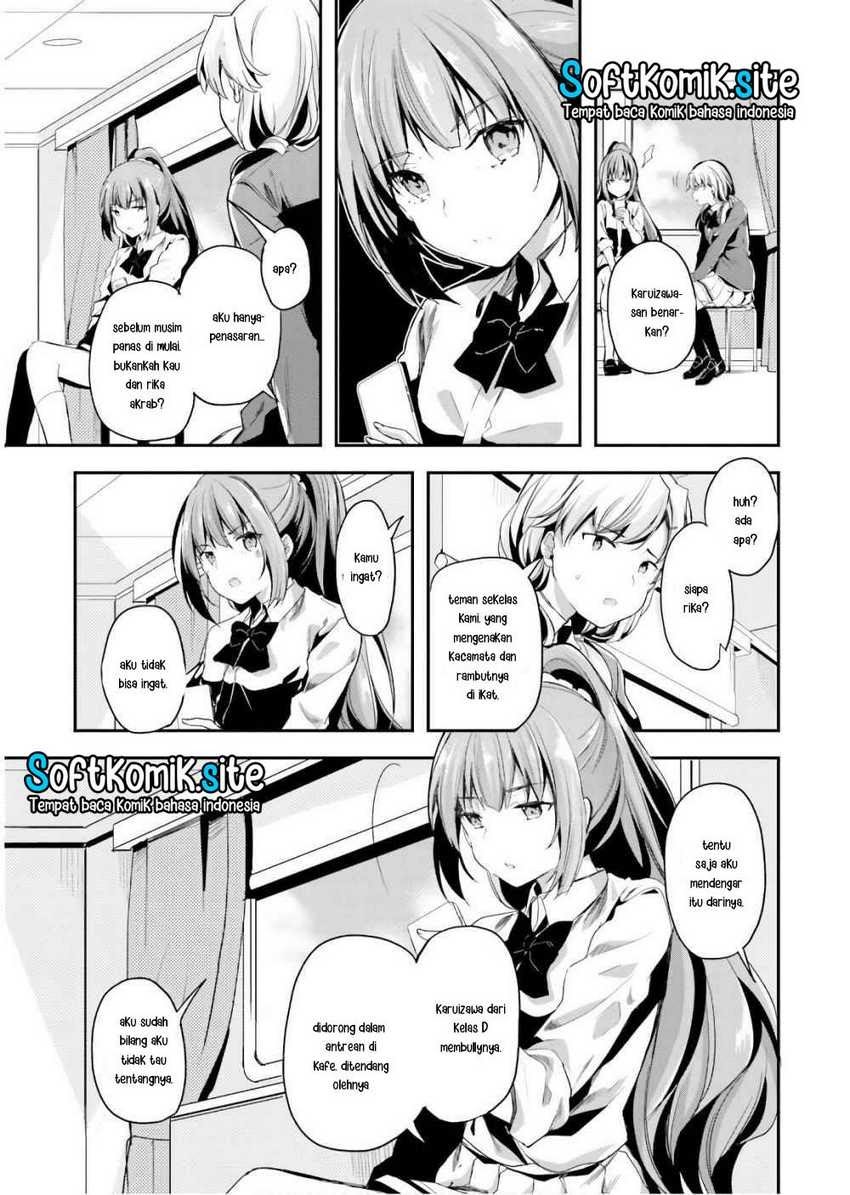 Softkomik.site
Tempat baca Komik bahasa indonesia
Karuizawa-
san benar-
Kan?
apa?
aku hanya-
penasaran...
sebelum musim
panas di mulai,
bukankah Kau
dan rika
akrab?
huh?
ada
apa?
siapa
rika?
teman sekelas
Kami, yang
mengenakan
Kacamata dan
rambutnya
di ikat.
Kamu
ingat?
aku tidak
bisa ingat.
Softkomik.site
Tempat baca Komik bahasa indonesia
tentu
saja aku
mendengar
itu darinya.
Karuizawa dari
Kelas D
membullynya.
didorong dalam
antrean di
Kafe, ditendang
olehnya
aku sudah
bilang aku
tidak tau
tentangnya.